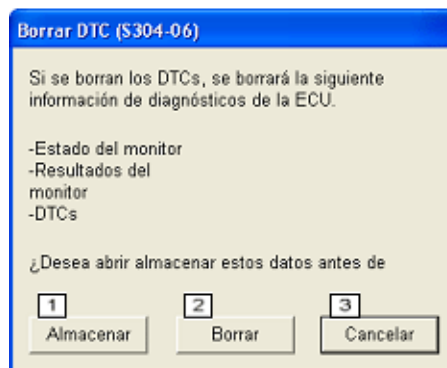 Borrar DTC (S304-06)
Si se borran los DTCs, se borrará la siguiente
información de diagnósticos de la ECU.
-Estado del monitor
-Resultados del
monitor
-DTCs
¿Desea abrir almacenar estos datos antes de
1 2 3
Almacenar Borrar Cancelar